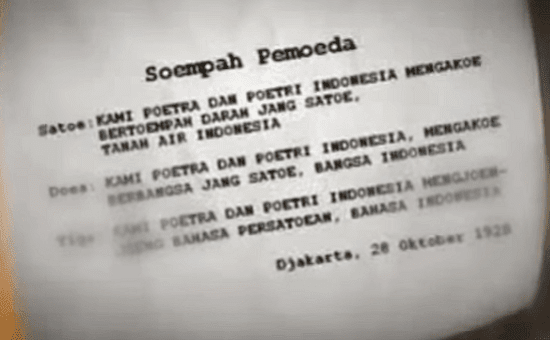 Soempah Pemoeda
Satoe: KAMI POETRA DAN POETRI INDONESIA MENGAKOE
BERTOEMPAH DARAH JANG SATOE,
TANAH AIR INDONESIA
Doea: KAMI POETRA DAN POETRI INDONESIA, MENGAKOE
BERBANGSA JANG SATOE, BANGSA INDONESIA
Tiga: KAMI POETRA DAN POETRI INDONESIA MENGJOEN-
JOENG BAHASA PERSATOEAN, BAHASA INDONESIA
Djakarta, 28 Oktober 1928